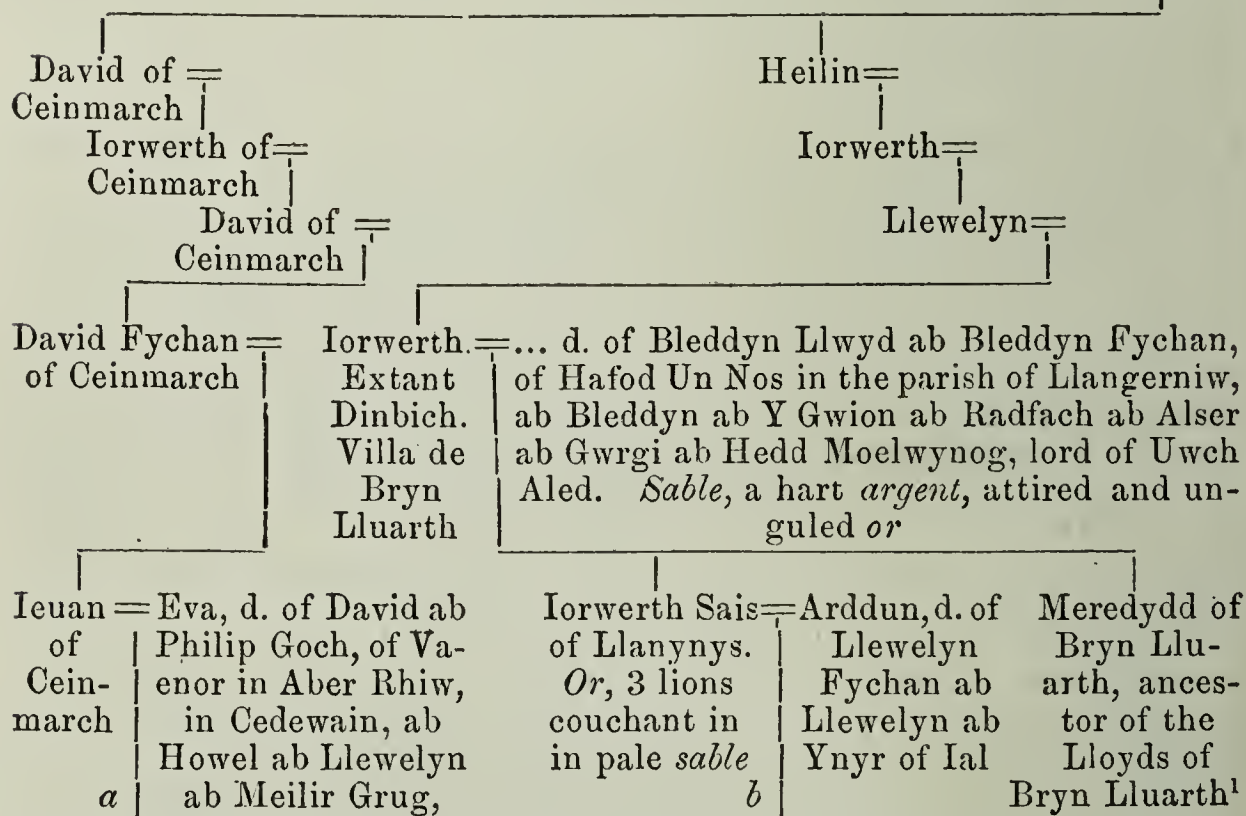 David of = Heilin=
Ceinmarch
Iorwerth of= Iorwerth=
Ceinmarch
David of = Llewelyn=
Ceinmarch
David Fychan =
of Ceinmarch
Iorwerth.=... d. of Bleddyn Llwyd ab Bleddyn Fychan,
Extant of Hafod Un Nos in the parish of Llangerniw,
Dinbich. ab Bleddyn ab Y Gwion ab Radfach ab Alser
Villa de ab Gwrgi ab Hedd Moelwynog, lord of Uwch
Bryn Aled. Sable, a hart argent, attired and un-
Lluarth guled or
Ieuan = Eva, d. of David ab
of Philip Goch, of Va-
Cein- enor in Aber Rhiw,
march in Cedewain, ab
Howel ab Llewelyn
a ab Meilir Grug,
Iorwerth Sais=
of Llanynys.
Or, 3 lions
couchant in
in pale sable
b
Arddun, d. of
Llewelyn
Fychan ab
Llewelyn ab
Ynyr of Ial
Meredydd of
Bryn Llu-
arth, ances-
tor of the
Lloyds of
Bryn Lluarth¹